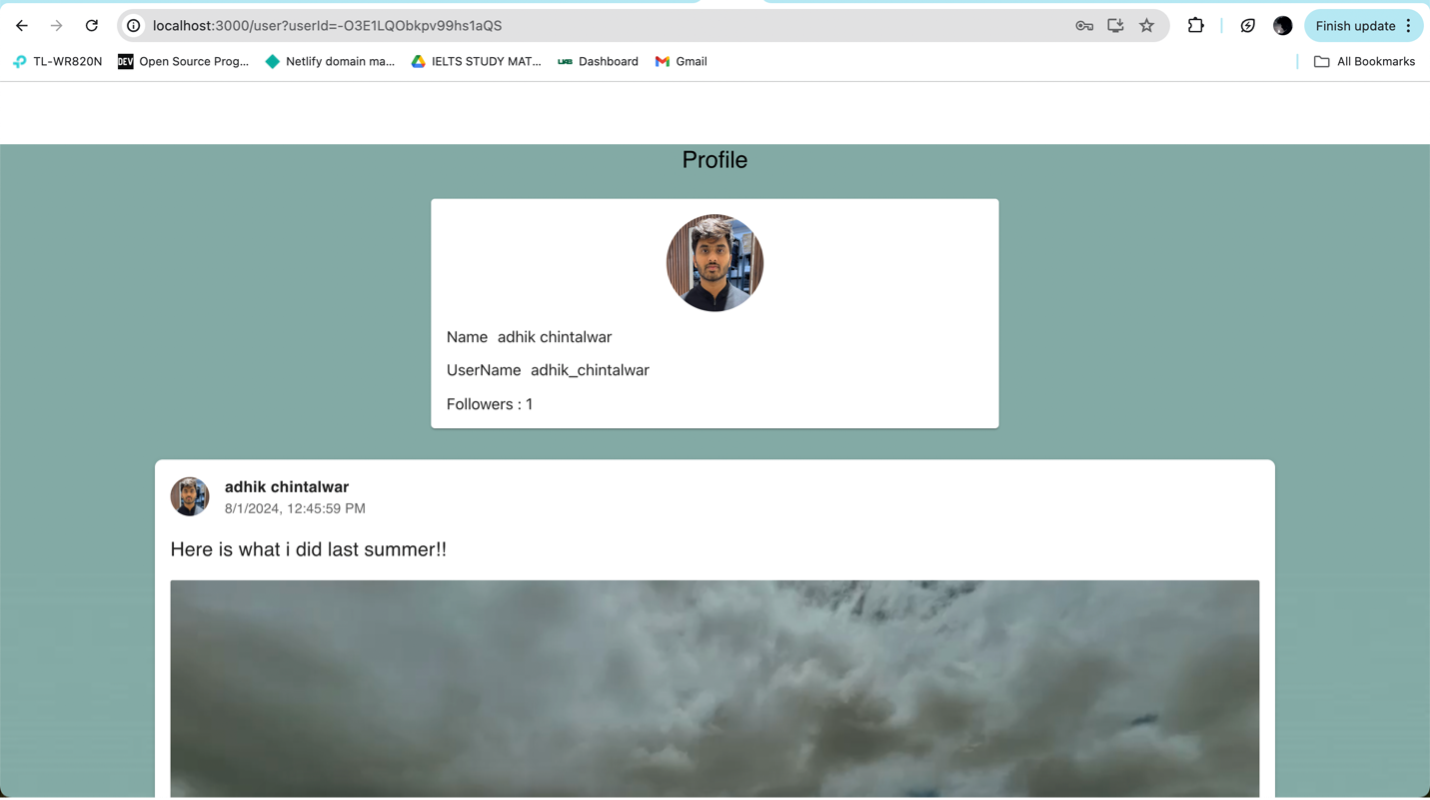 localhost:3000/user?userId=-O3E1LQObkpv99hs1aQS
Finish update
TL-WR820N
DEV Open Source Prog...
Netlify domain ma...
IELTS STUDY MAT...
UAB Dashboard
Gmail
All Bookmarks
Profile
Name adhik chintalwar
UserName adhik_chintalwar
Followers : 1
adhik chintalwar
8/1/2024, 12:45:59 PM
Here is what i did last summer!!